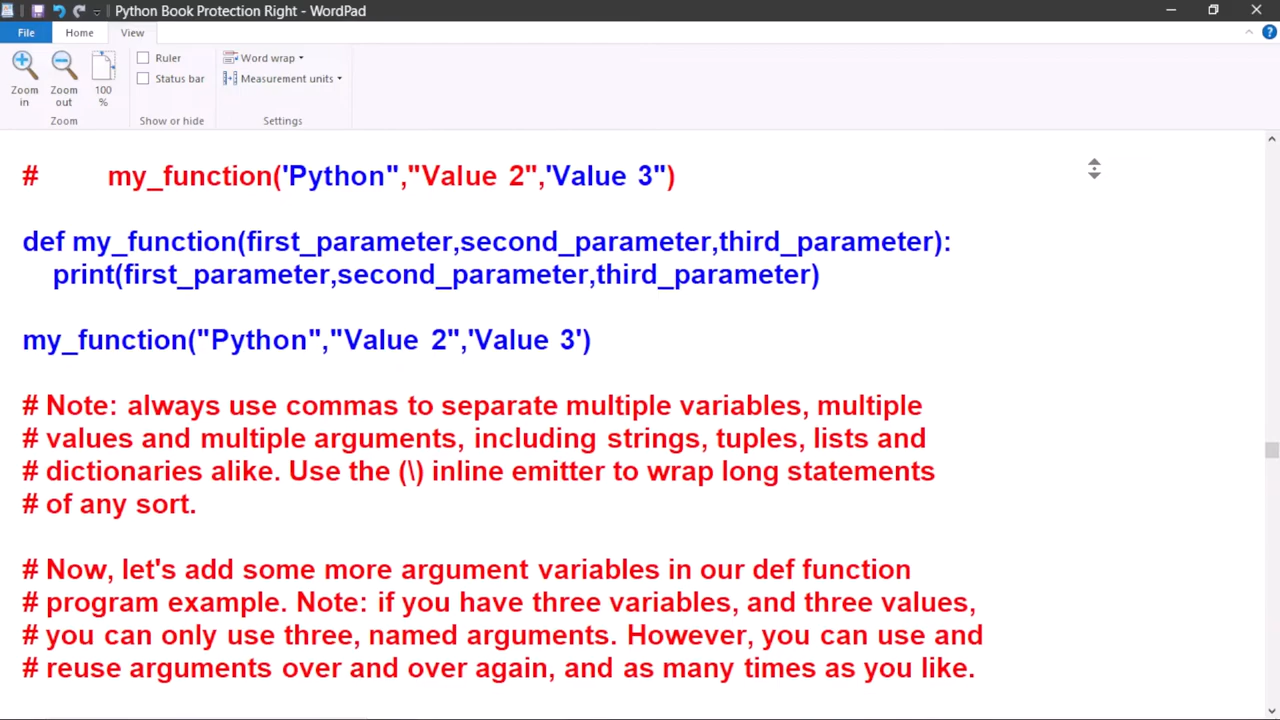 Python Book Protection Right - WordPad
File Home View
Zoom in
Zoom out
100 %
Ruler
Status bar
Word wrap
Measurement units
Zoom
Show or hide
Settings
# my_function('Python","Value 2",'Value 3")
def my_function(first_parameter,second_parameter,third_parameter):
print(first_parameter,second_parameter,third_parameter)
my_function("Python","Value 2",'Value 3')
# Note: always use commas to separate multiple variables, multiple
# values and multiple arguments, including strings, tuples, lists and
# dictionaries alike. Use the (\) inline emitter to wrap long statements
# of any sort.
# Now, let's add some more argument variables in our def function
# program example. Note: if you have three variables, and three values,
# you can only use three, named arguments. However, you can use and
# reuse arguments over and over again, and as many times as you like.